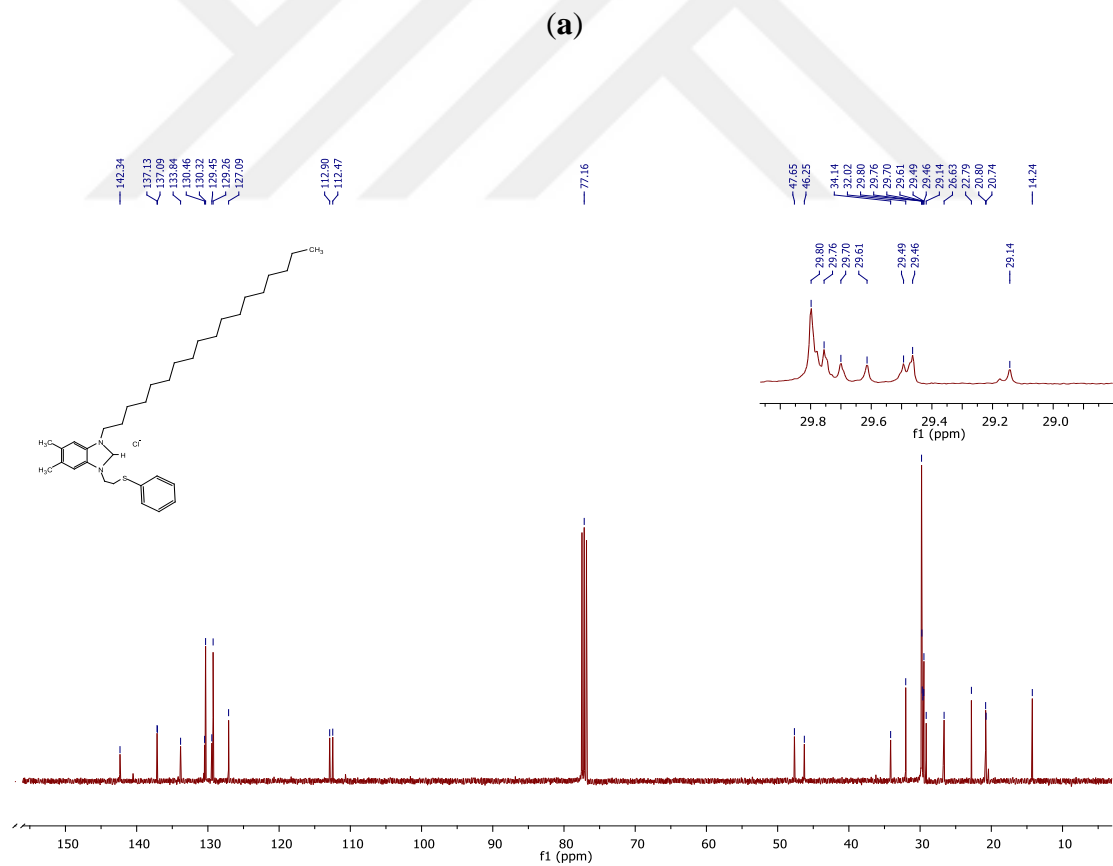 (a)
142.34
137.13
137.09
133.84
130.46
130.32
129.45
129.26
127.09
112.90
112.47
77.16
47.65
46.25
34.14
32.02
29.80
29.76
29.70
29.61
29.49
29.46
29.14
26.63
22.79
20.80
20.74
14.24
CH3
H3C
H3C
N
N
H
Cl-
S
29.80
29.76
29.70
29.61
29.49
29.46
29.14
29.8 29.6 29.4 29.2 29.0
f1 (ppm)
150 140 130 120 110 100 90 80 70 60 50 40 30 20 10
f1 (ppm)